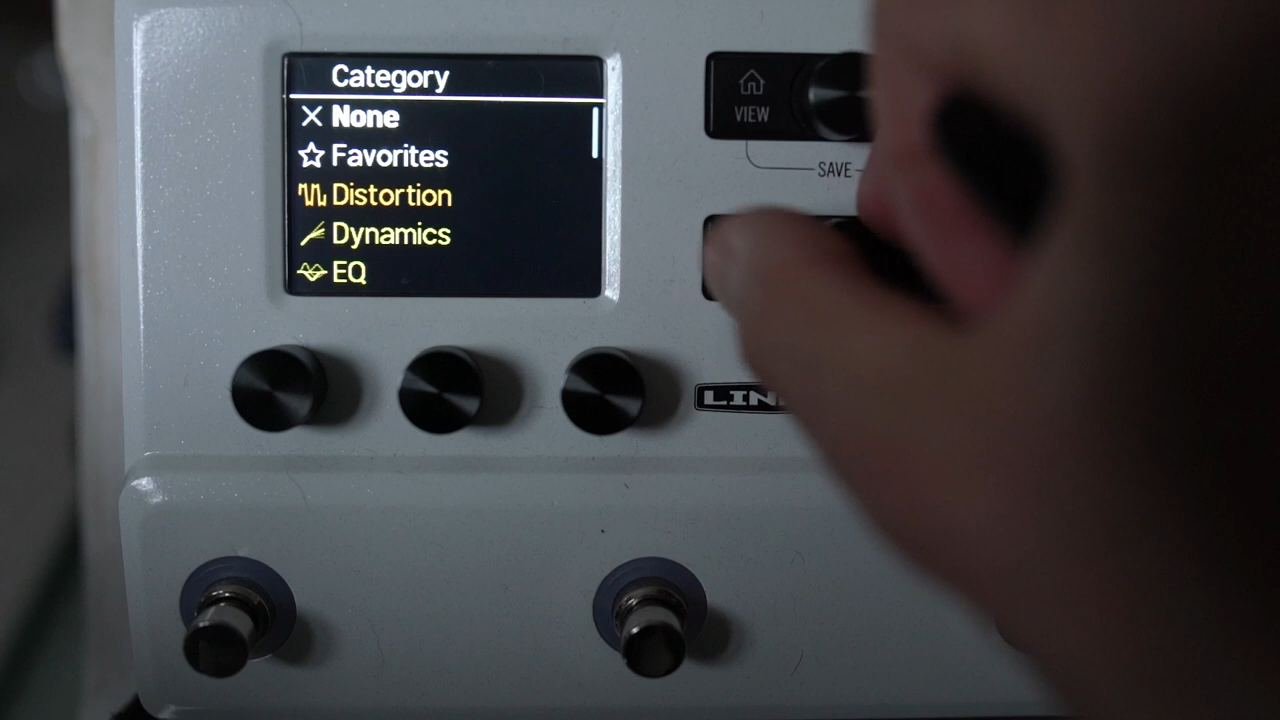 Category
None
Favorites
Distortion
Dynamics
EQ
VIEW
SAVE